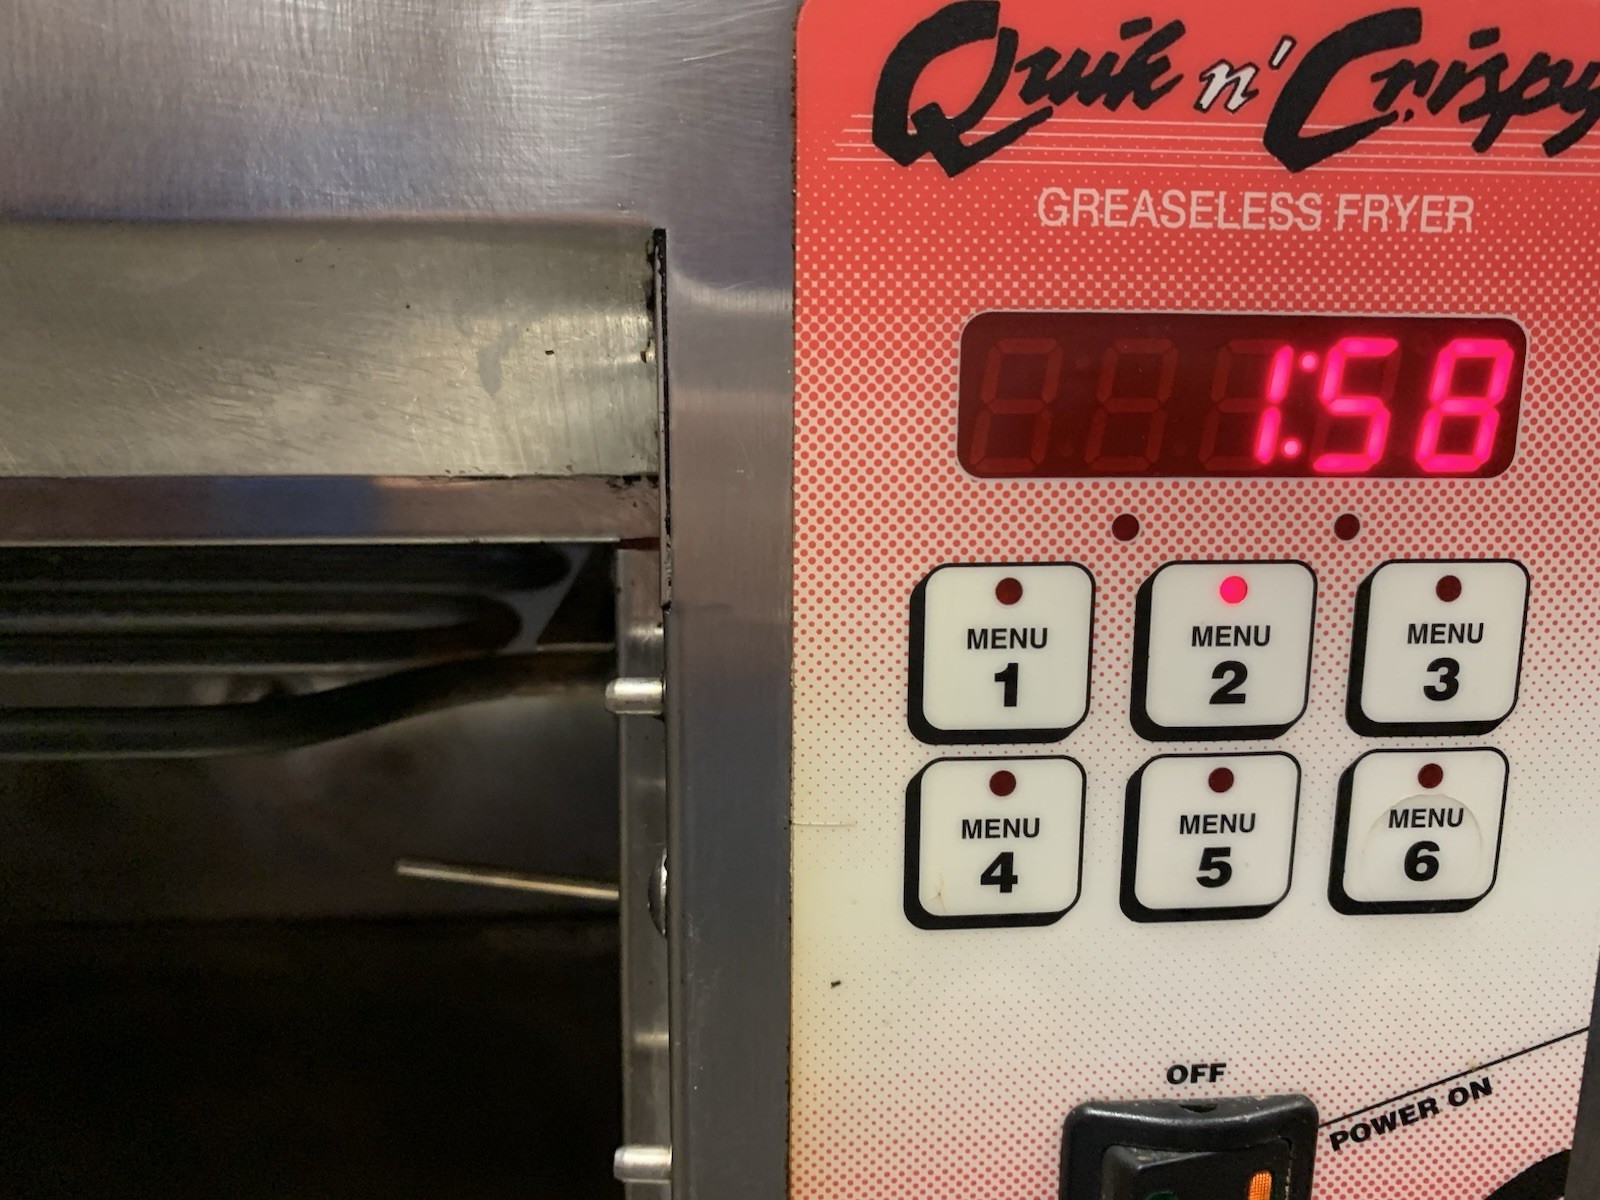 Quik n' Crispy
GREASELESS FRYER
1:58
MENU 1
MENU 2
MENU 3
MENU 4
MENU 5
MENU 6
OFF
POWER ON